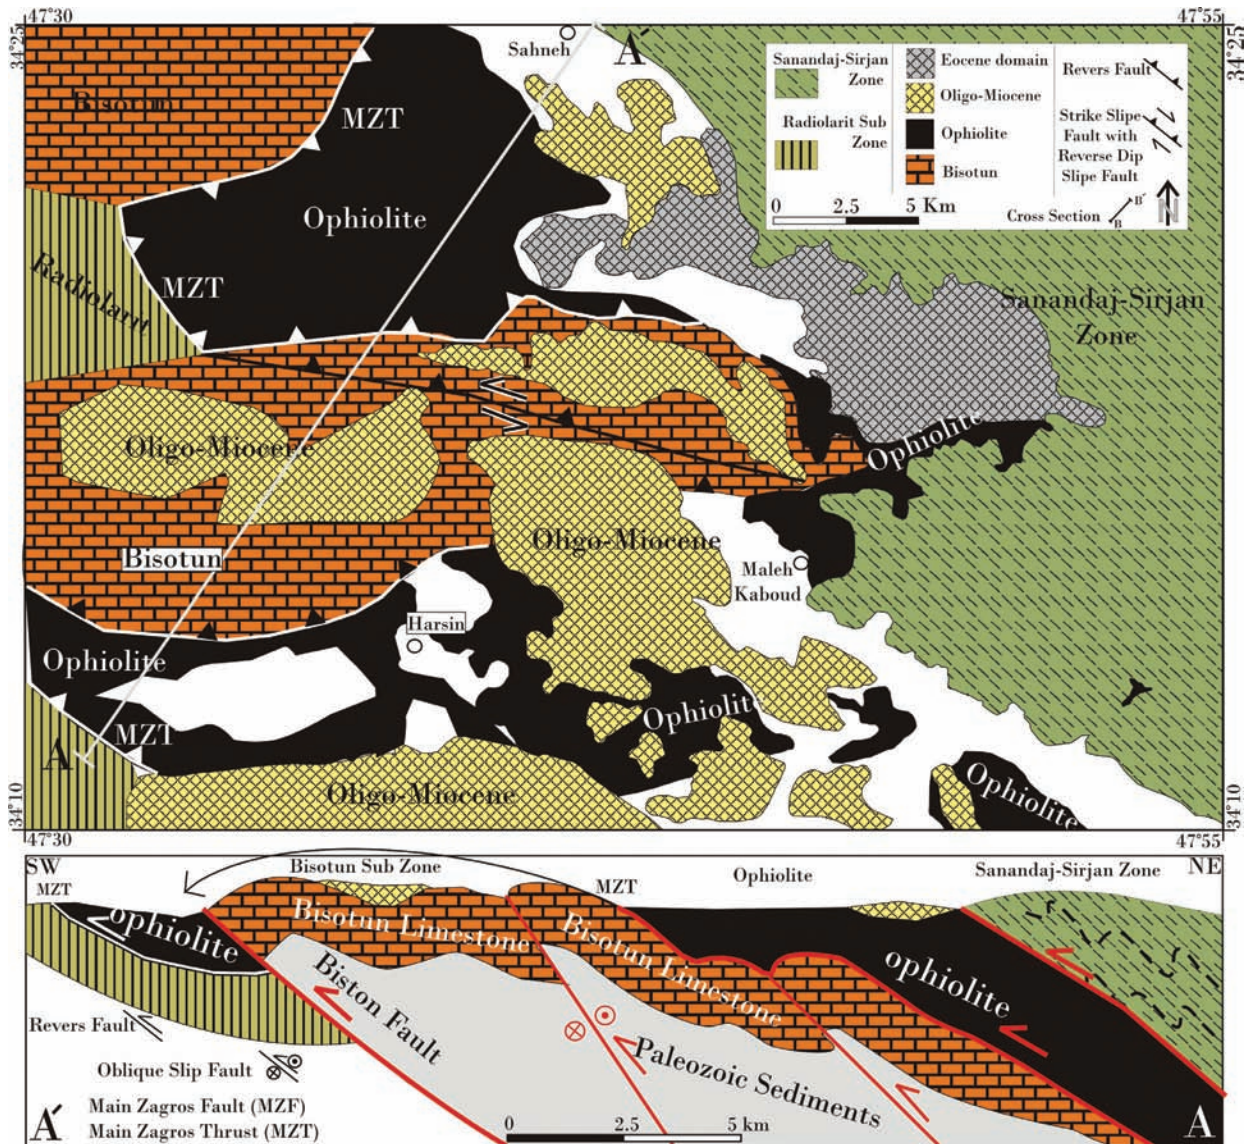 47°30
47°55
34°25
34°25
Sahneh
A´
Bisotun
MZT
Ophiolite
MZT
Radiolarit
Sanandaj-Sirjan
Zone
Radiolarit Sub
Zone
Eocene domain
Oligo-Miocene
Ophiolite
Bisotun
Revers Fault
Strike Slipe
Fault with
Reverse Dip
Slipe Fault
0 2.5 5 Km
Cross Section
B´
B
N
Sanandaj-Sirjan
Zone
Oligo-Miocene
Ophiolite
Bisotun
Oligo-Miocene
Maleh
Kaboud
Harsin
Ophiolite
Ophiolite
MZT
A
Oligo-Miocene
Ophiolite
34°10
34°10
47°30
47°55
SW
Bisotun Sub Zone
Sanandaj-Sirjan Zone
NE
MZT
MZT
Ophiolite
ophiolite
Bisotun Limestone
Bisotun Limestone
ophiolite
Biston Fault
Paleozoic Sediments
Revers Fault
Oblique Slip Fault
Main Zagros Fault (MZF)
Main Zagros Thrust (MZT)
A´
0 2.5 5 km
A